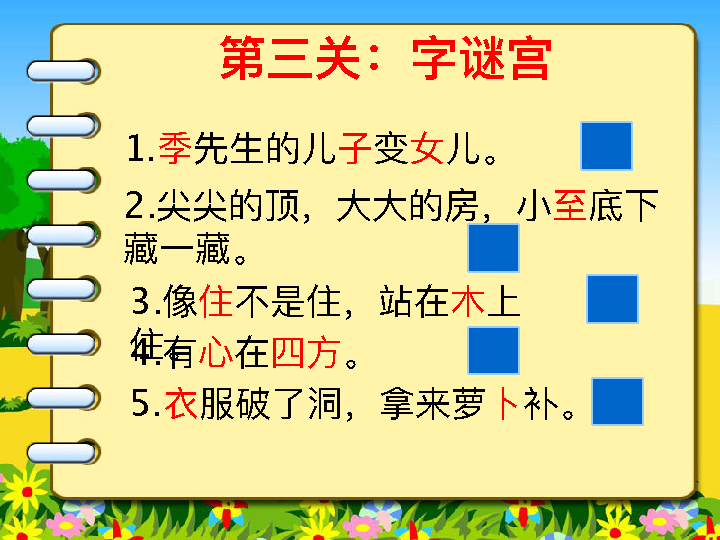 第三关：字谜宫
1.季先生的儿子变女儿。
2.尖尖的顶，大大的房，小至底下
藏一藏。
3.像住不是住，站在木上
住。
4.有心在四方。
5.衣服破了洞，拿来萝卜补。